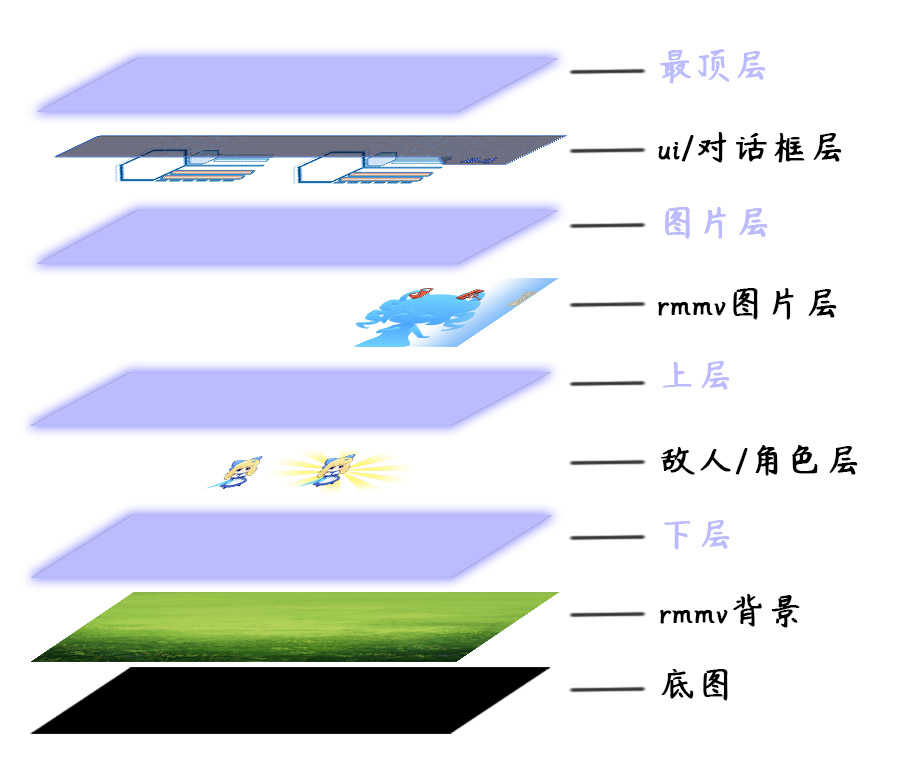 最顶层
ui/对话框层
图片层
rmmv图片层
上层
敌人/角色层
下层
rmmv背景
底图